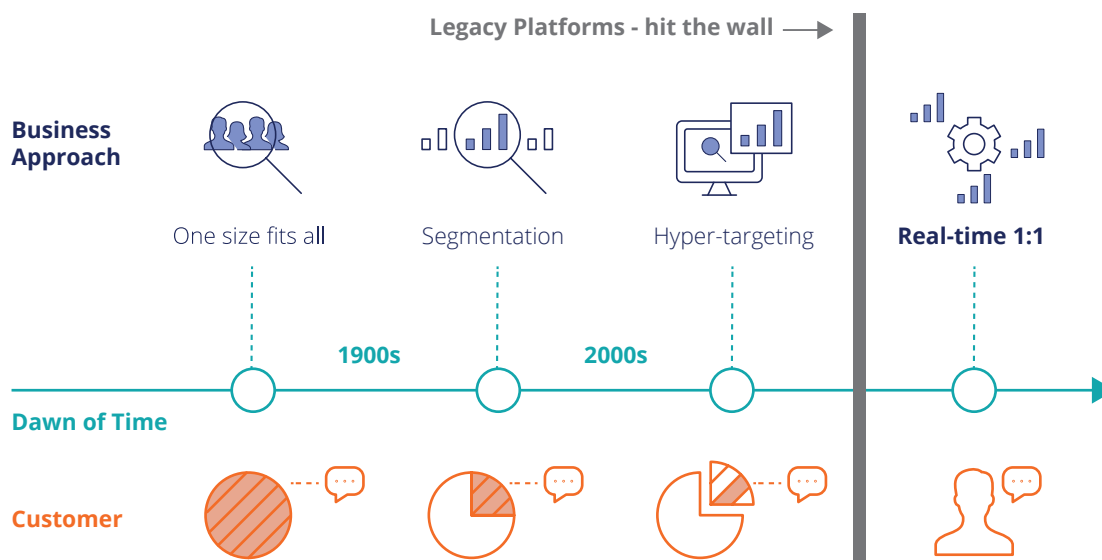 Legacy Platforms - hit the wall
Business
Approach
One size fits all
Segmentation
Hyper-targeting
Real-time 1:1
1900s
2000s
Dawn of Time
Customer